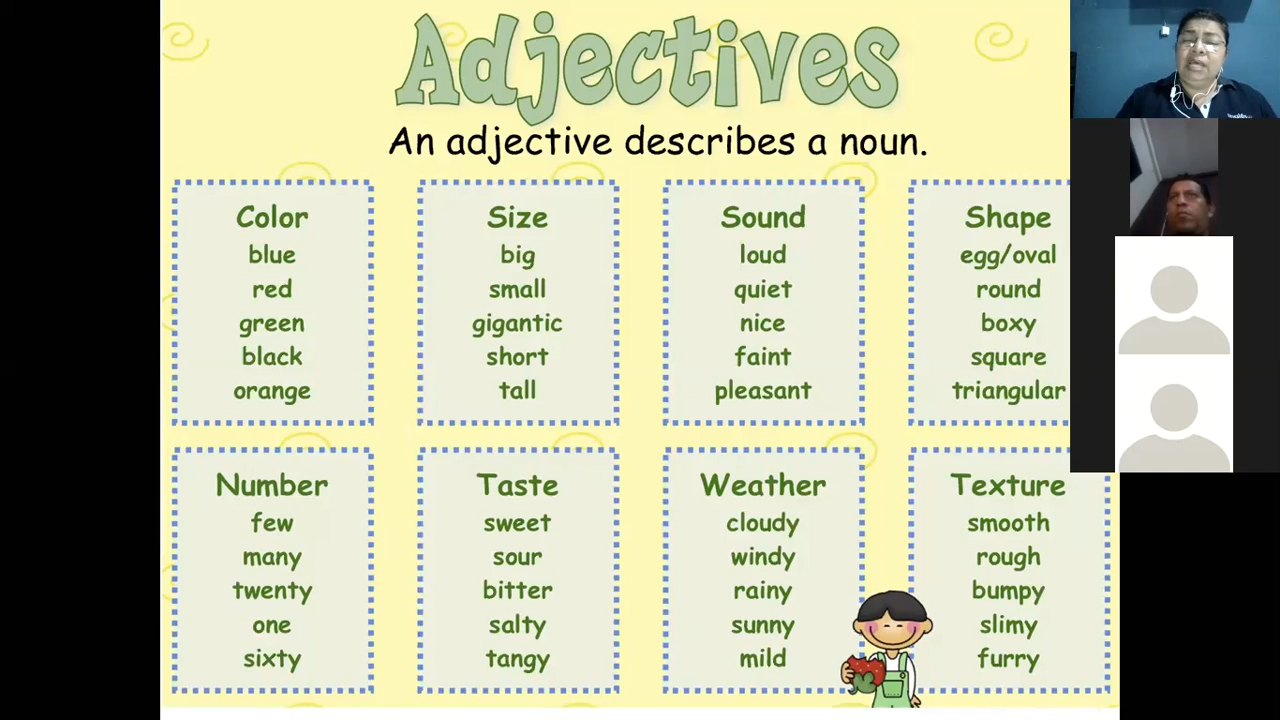 Adjectives
An adjective describes a noun.
Color
blue
red
green
black
orange
Size
big
small
gigantic
short
tall
Sound
loud
quiet
nice
faint
pleasant
Shape
egg/oval
round
boxy
square
triangular
Number
few
many
twenty
one
sixty
Taste
sweet
sour
bitter
salty
tangy
Weather
cloudy
windy
rainy
sunny
mild
Texture
smooth
rough
bumpy
slimy
furry